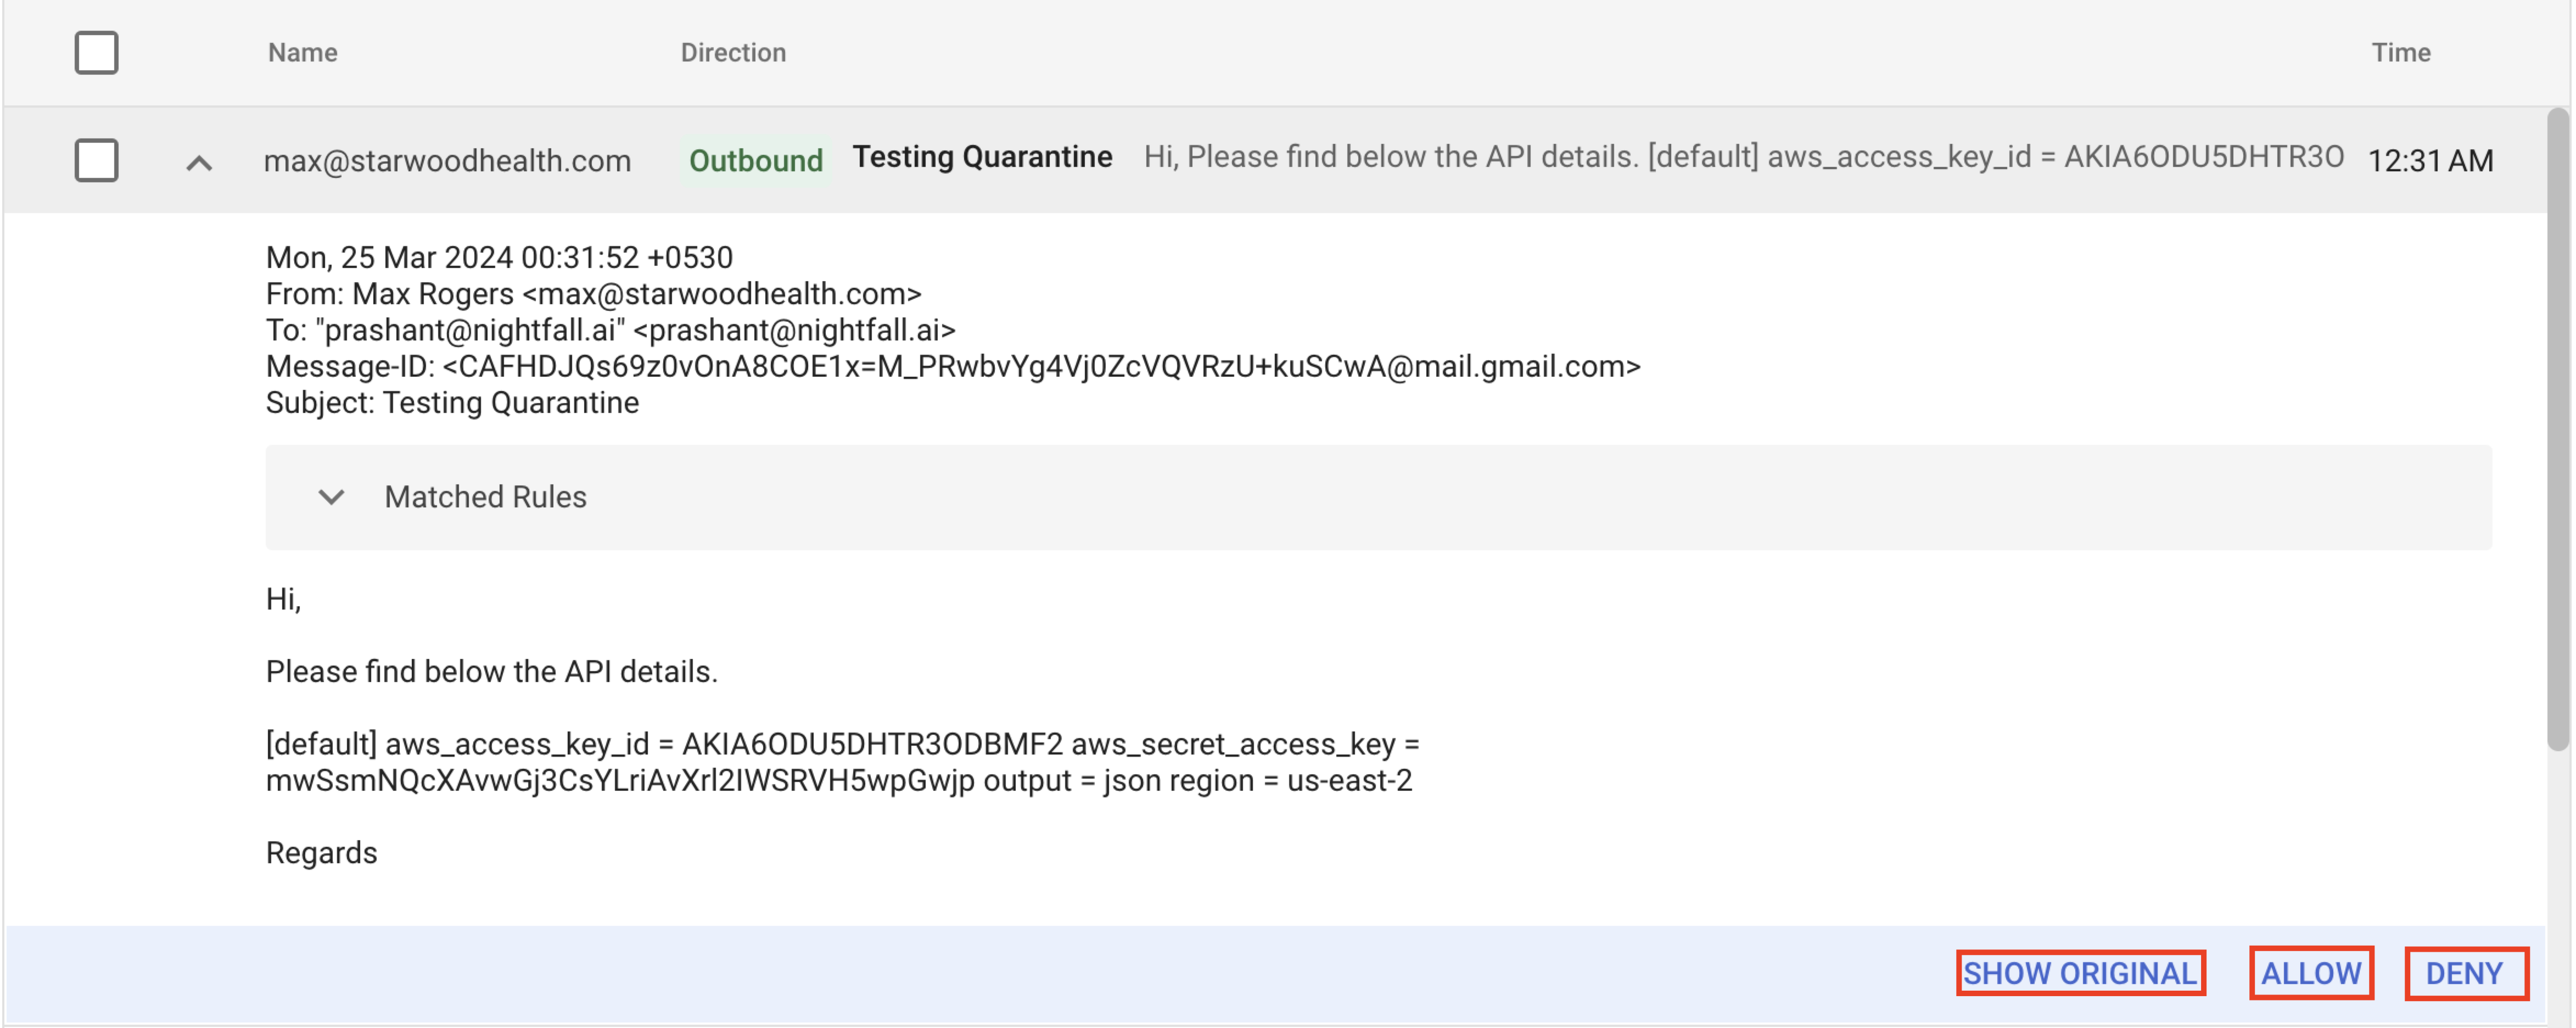 Name Direction Time
max@starwoodhealth.com Outbound Testing Quarantine Hi, Please find below the API details. [default] aws_access_key_id = AKIA6ODU5DHTR3O 12:31 AM
Mon, 25 Mar 2024 00:31:52 +0530
From: Max Rogers <max@starwoodhealth.com>
To: "prashant@nightfall.ai" <prashant@nightfall.ai>
Message-ID: <CAFHDJQs69z0vOnA8COE1x=M_PRwbvYg4Vj0ZcVQVRzU+kuSCwA@mail.gmail.com>
Subject: Testing Quarantine
Matched Rules
Hi,
Please find below the API details.
[default] aws_access_key_id = AKIA6ODU5DHTR3ODBMF2 aws_secret_access_key =
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 output = json region = us-east-2
Regards
SHOW ORIGINAL ALLOW DENY